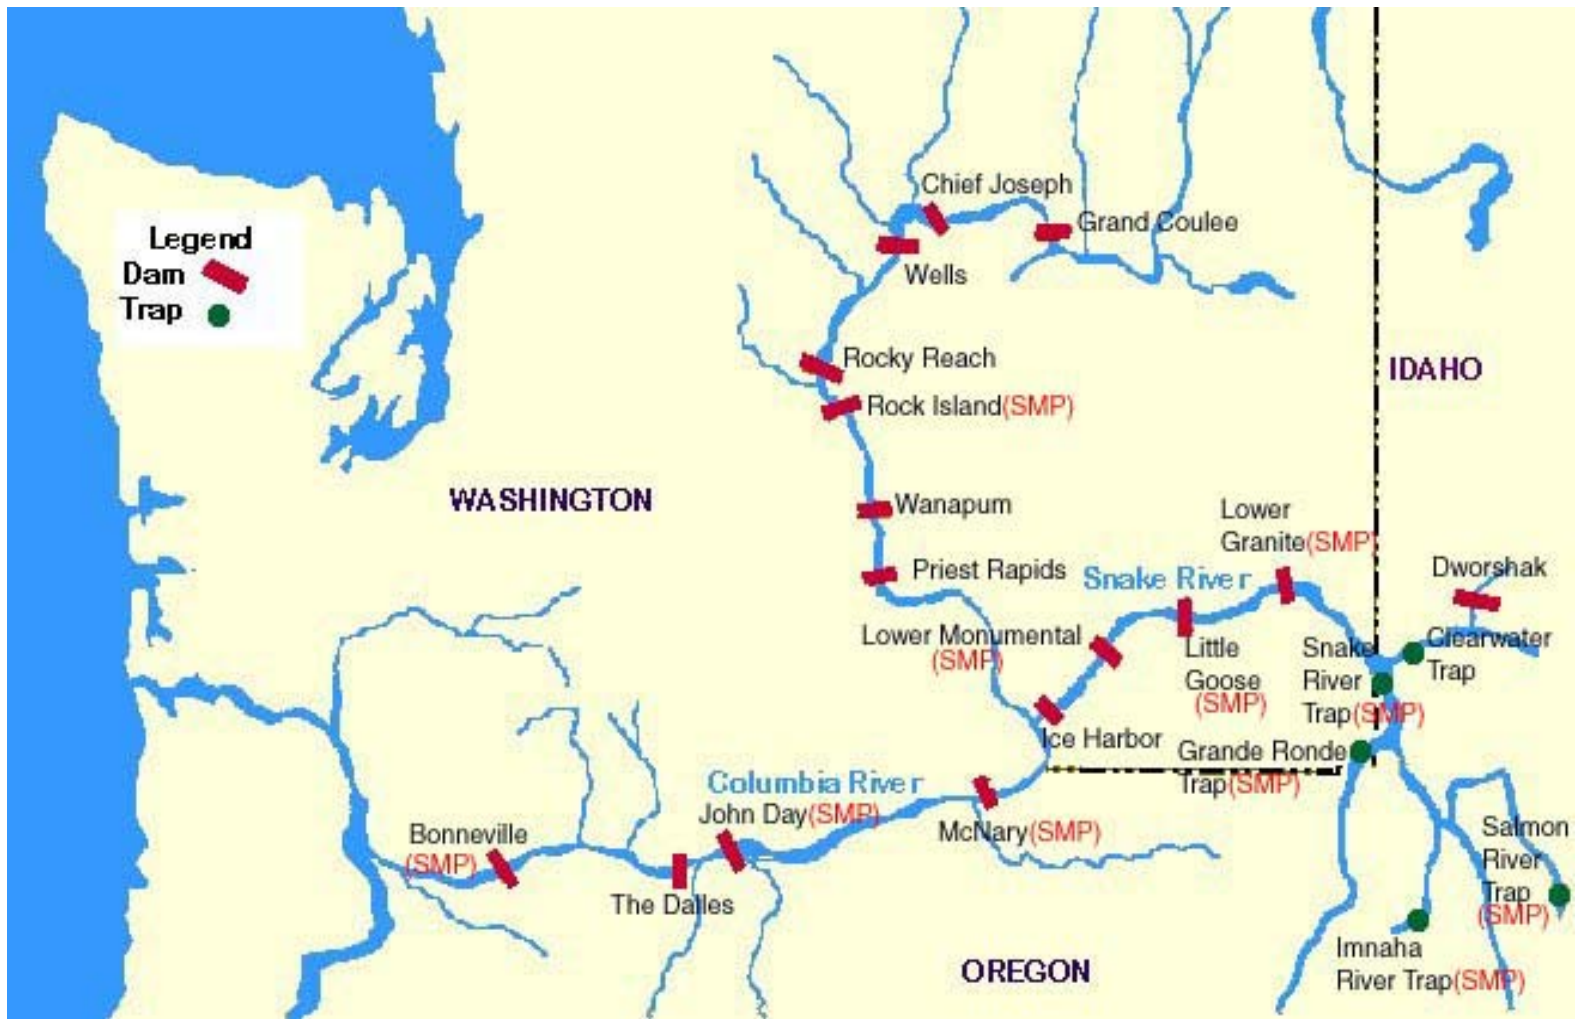 Chief Joseph
Grand Coulee
Legend
Dam
Trap
Wells
Rocky Reach
IDAHO
Rock Island(SMP)
WASHINGTON
Wanapum
Lower
Granite(SMP)
Priest Rapids
Snake River
Dworshak
Lower Monumental
(SMP)
Little
Goose
(SMP)
Snake
River
Trap(SMP)
Clearwater
Trap
Ice Harbor
Grande Ronde
Trap(SMP)
Columbia River
John Day(SMP)
McNary(SMP)
Bonneville
(SMP)
The Dalles
Salmon
River
Trap
(SMP)
Imnaha
River Trap(SMP)
OREGON